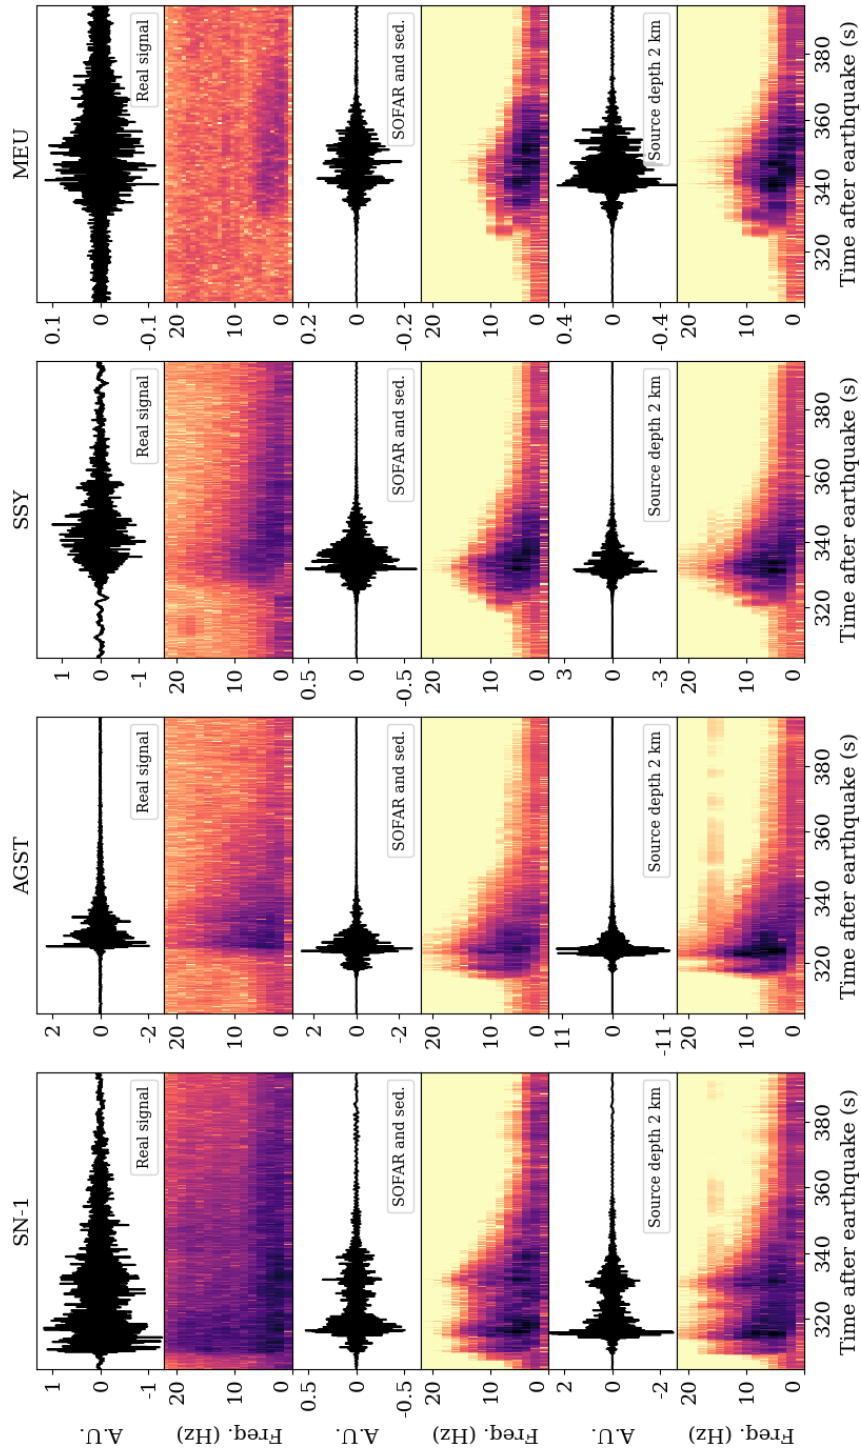 SN-1 AGST SSY MEU
A.U. 1 0 -1 Real signal 2 0 -2 Real signal 1 0 -1 Real signal 0.1 0 -0.1 Real signal
Freq. (Hz) 20 10 0 20 10 0 20 10 0 20 10 0
A.U. 0.5 0 -0.5 SOFAR and sed. 2 0 -2 SOFAR and sed. 0.5 0 -0.5 SOFAR and sed. 0.2 0 -0.2 SOFAR and sed.
Freq. (Hz) 20 10 0 20 10 0 20 10 0 20 10 0
A.U. 2 0 -2 Source depth 2 km 11 0 -11 Source depth 2 km 3 0 -3 Source depth 2 km 0.4 0 -0.4 Source depth 2 km
Freq. (Hz) 20 10 0 20 10 0 20 10 0 20 10 0
320 340 360 380 320 340 360 380 320 340 360 380 320 340 360 380
Time after earthquake (s) Time after earthquake (s) Time after earthquake (s) Time after earthquake (s)